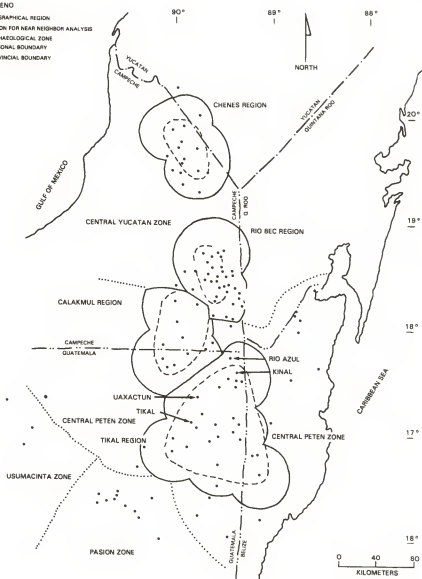 ENO
GRAPHICAL REGION
ON FOR NEAR NEIGHBOR ANALYSIS
HAEOLOGICAL ZONE
IONAL BOUNDARY
VINCIAL BOUNDARY
90°
88°
NORTH
YUCATAN
CAMPECHE
CHENES REGION
YUCATAN
QUINTANA ROO
20°
GULF OF MEXICO
CAMPECHE
Q. ROO
19°
CENTRAL YUCATAN ZONE
RIO BEC REGION
CALAKMUL REGION
18°
CAMPECHE
GUATEMALA
RIO AZUL
KINAL
CARIBBEAN SEA
UAXACTUN
TIKAL
CENTRAL PETEN ZONE
17°
TIKAL REGION
CENTRAL PETEN ZONE
USUMACINTA ZONE
PASION ZONE
GUATEMALA
BELIZE
0 40 80
KILOMETERS